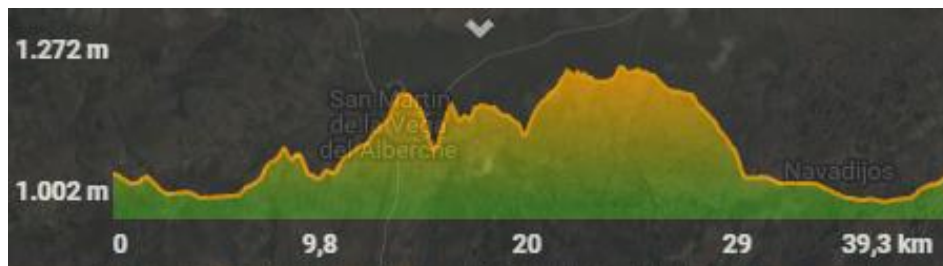 1.272 m
San Martín
de la Vega
del Alberche
Navadijos
1.002 m
0 9,8 20 29 39,3 km